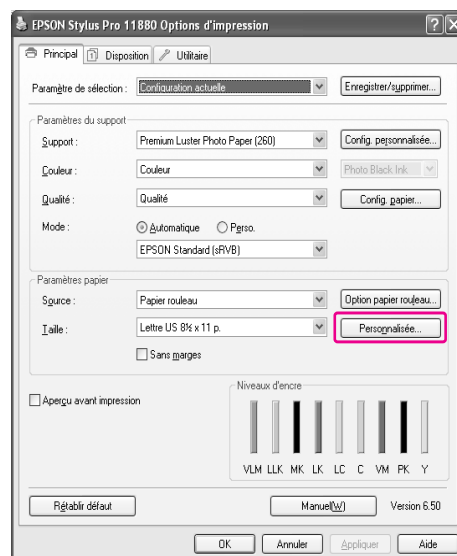 EPSON Stylus Pro 11880 Options d'impression
Principal Disposition Utilitaire
Paramètre de sélection : Configuration actuelle Enregistrer/supprimer...
Paramètres du support
Support : Premium Luster Photo Paper (260) Config. personnalisée...
Couleur : Couleur Photo Black Ink
Qualité : Qualité Config. papier...
Mode : Automatique Perso.
EPSON Standard (sRVB)
Paramètres papier
Source : Papier rouleau Option papier rouleau...
Taille : Lettre US 8½ x 11 p. Personnalisée...
Sans marges
Aperçu avant impression
Niveaux d'encre
VLM LLK MK LK LC C VM PK Y
Rétablir défaut Manuel(W) Version 6.50
OK Annuler Appliquer Aide